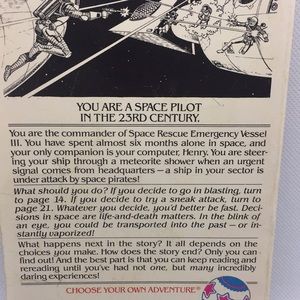 YOU ARE A SPACE PILOT
IN THE 23RD CENTURY.
You are the commander of Space Rescue Emergency Vessel
III. You have spent almost six months alone in space, and
your only companion is your computer, Henry. You are steer-
ing your ship through a meteorite shower when an urgent
signal comes from headquarters—a ship in your sector is
under attack by space pirates!
What should you do? If you decide to go in blasting, turn
to page 14. If you decide to try a sneak attack, turn to
page 21. Whatever you decide, you'd better be fast. Deci-
sions in space are life-and-death matters. In the blink of
an eye, you could be transported into the past—or in-
stantly vaporized!
What happens next in the story? It all depends on the
choices you make. How does the story end? Only you can
find out! And the best part is that you can keep reading and
rereading until you've had not one, but many incredibly
daring experiences!
CHOOSE YOUR OWN ADVENTURE®